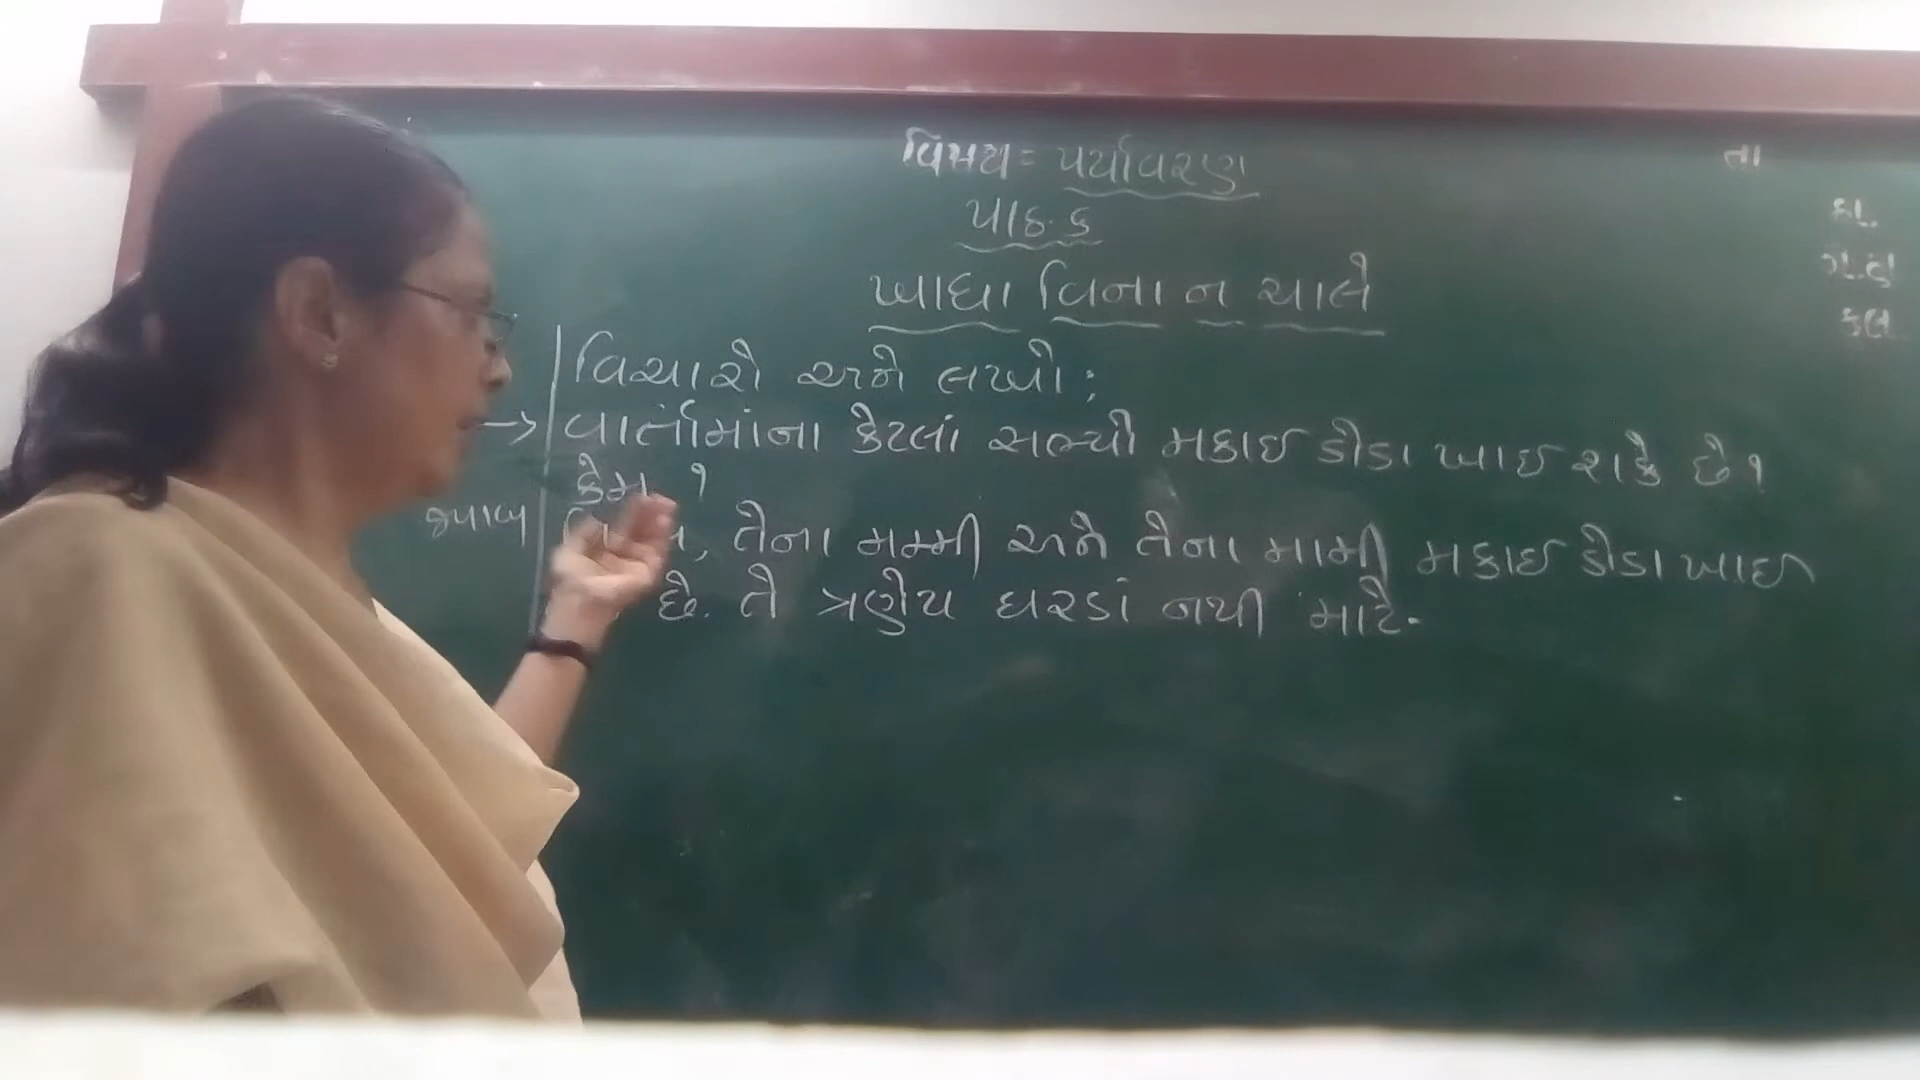 વિષય = પર્યાવરણ
તા
પાઠ. ૬
ખાધા વિના ન ચાલે
વિચારો અને લખો :
→ વાર્તામાંના કેટલાં સભ્યો મકાઈ ડોડા ખાઈ શકે છે ?
કેમ ?
જવાબ
, તેના મમ્મી અને તેના મામી મકાઈ ડોડા ખાઈ
છે. તે ત્રણેય ઘરડાં નથી માટે.